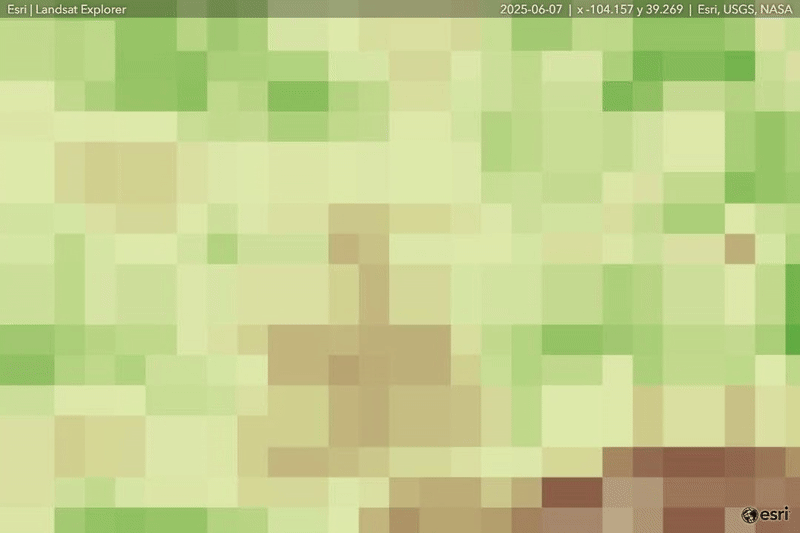 Esri | Landsat Explorer
2025-06-07 | x -104.157 y 39.269 | Esri, USGS, NASA
esri